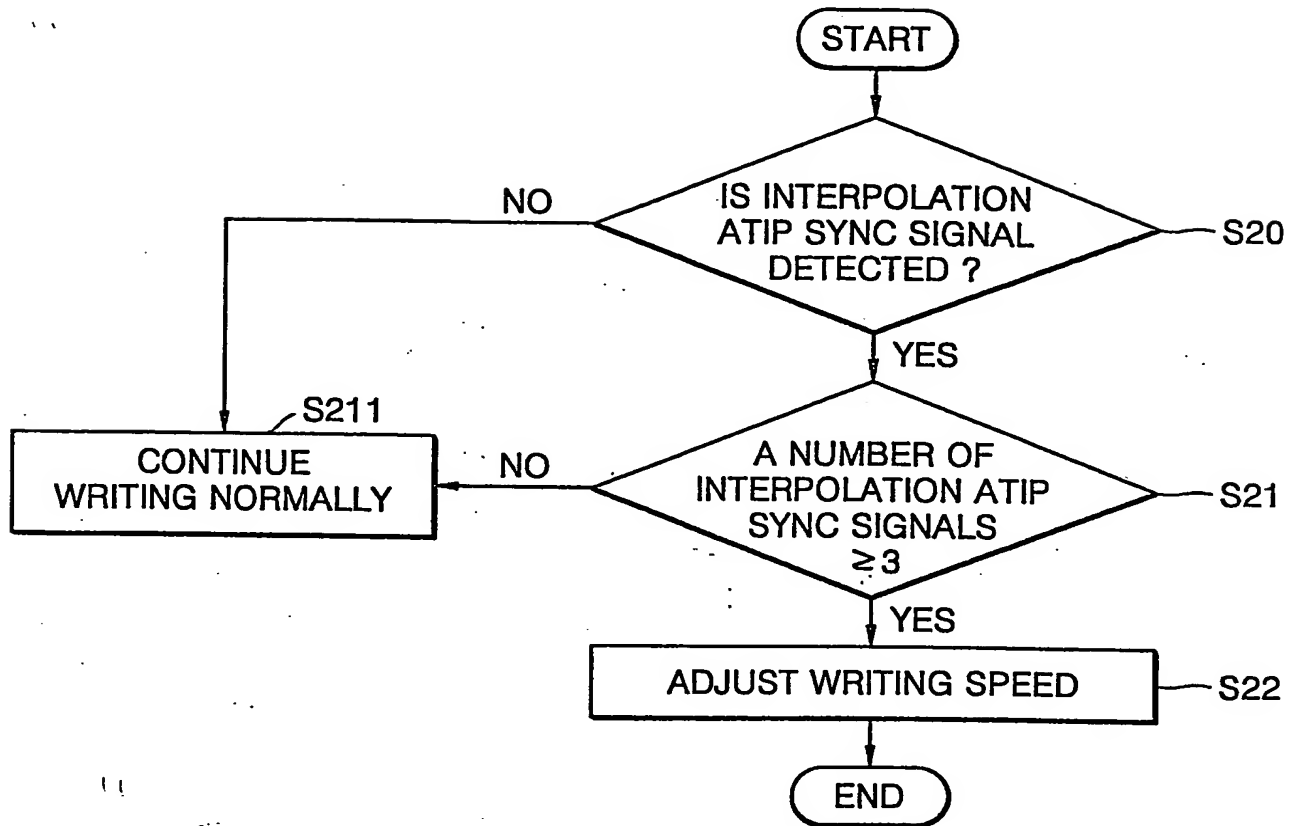 START
IS INTERPOLATION
ATIP SYNC SIGNAL
DETECTED ?
S20
NO
YES
S211
CONTINUE
WRITING NORMALLY
NO
A NUMBER OF
INTERPOLATION ATIP
SYNC SIGNALS
≥3
S21
YES
ADJUST WRITING SPEED
S22
END